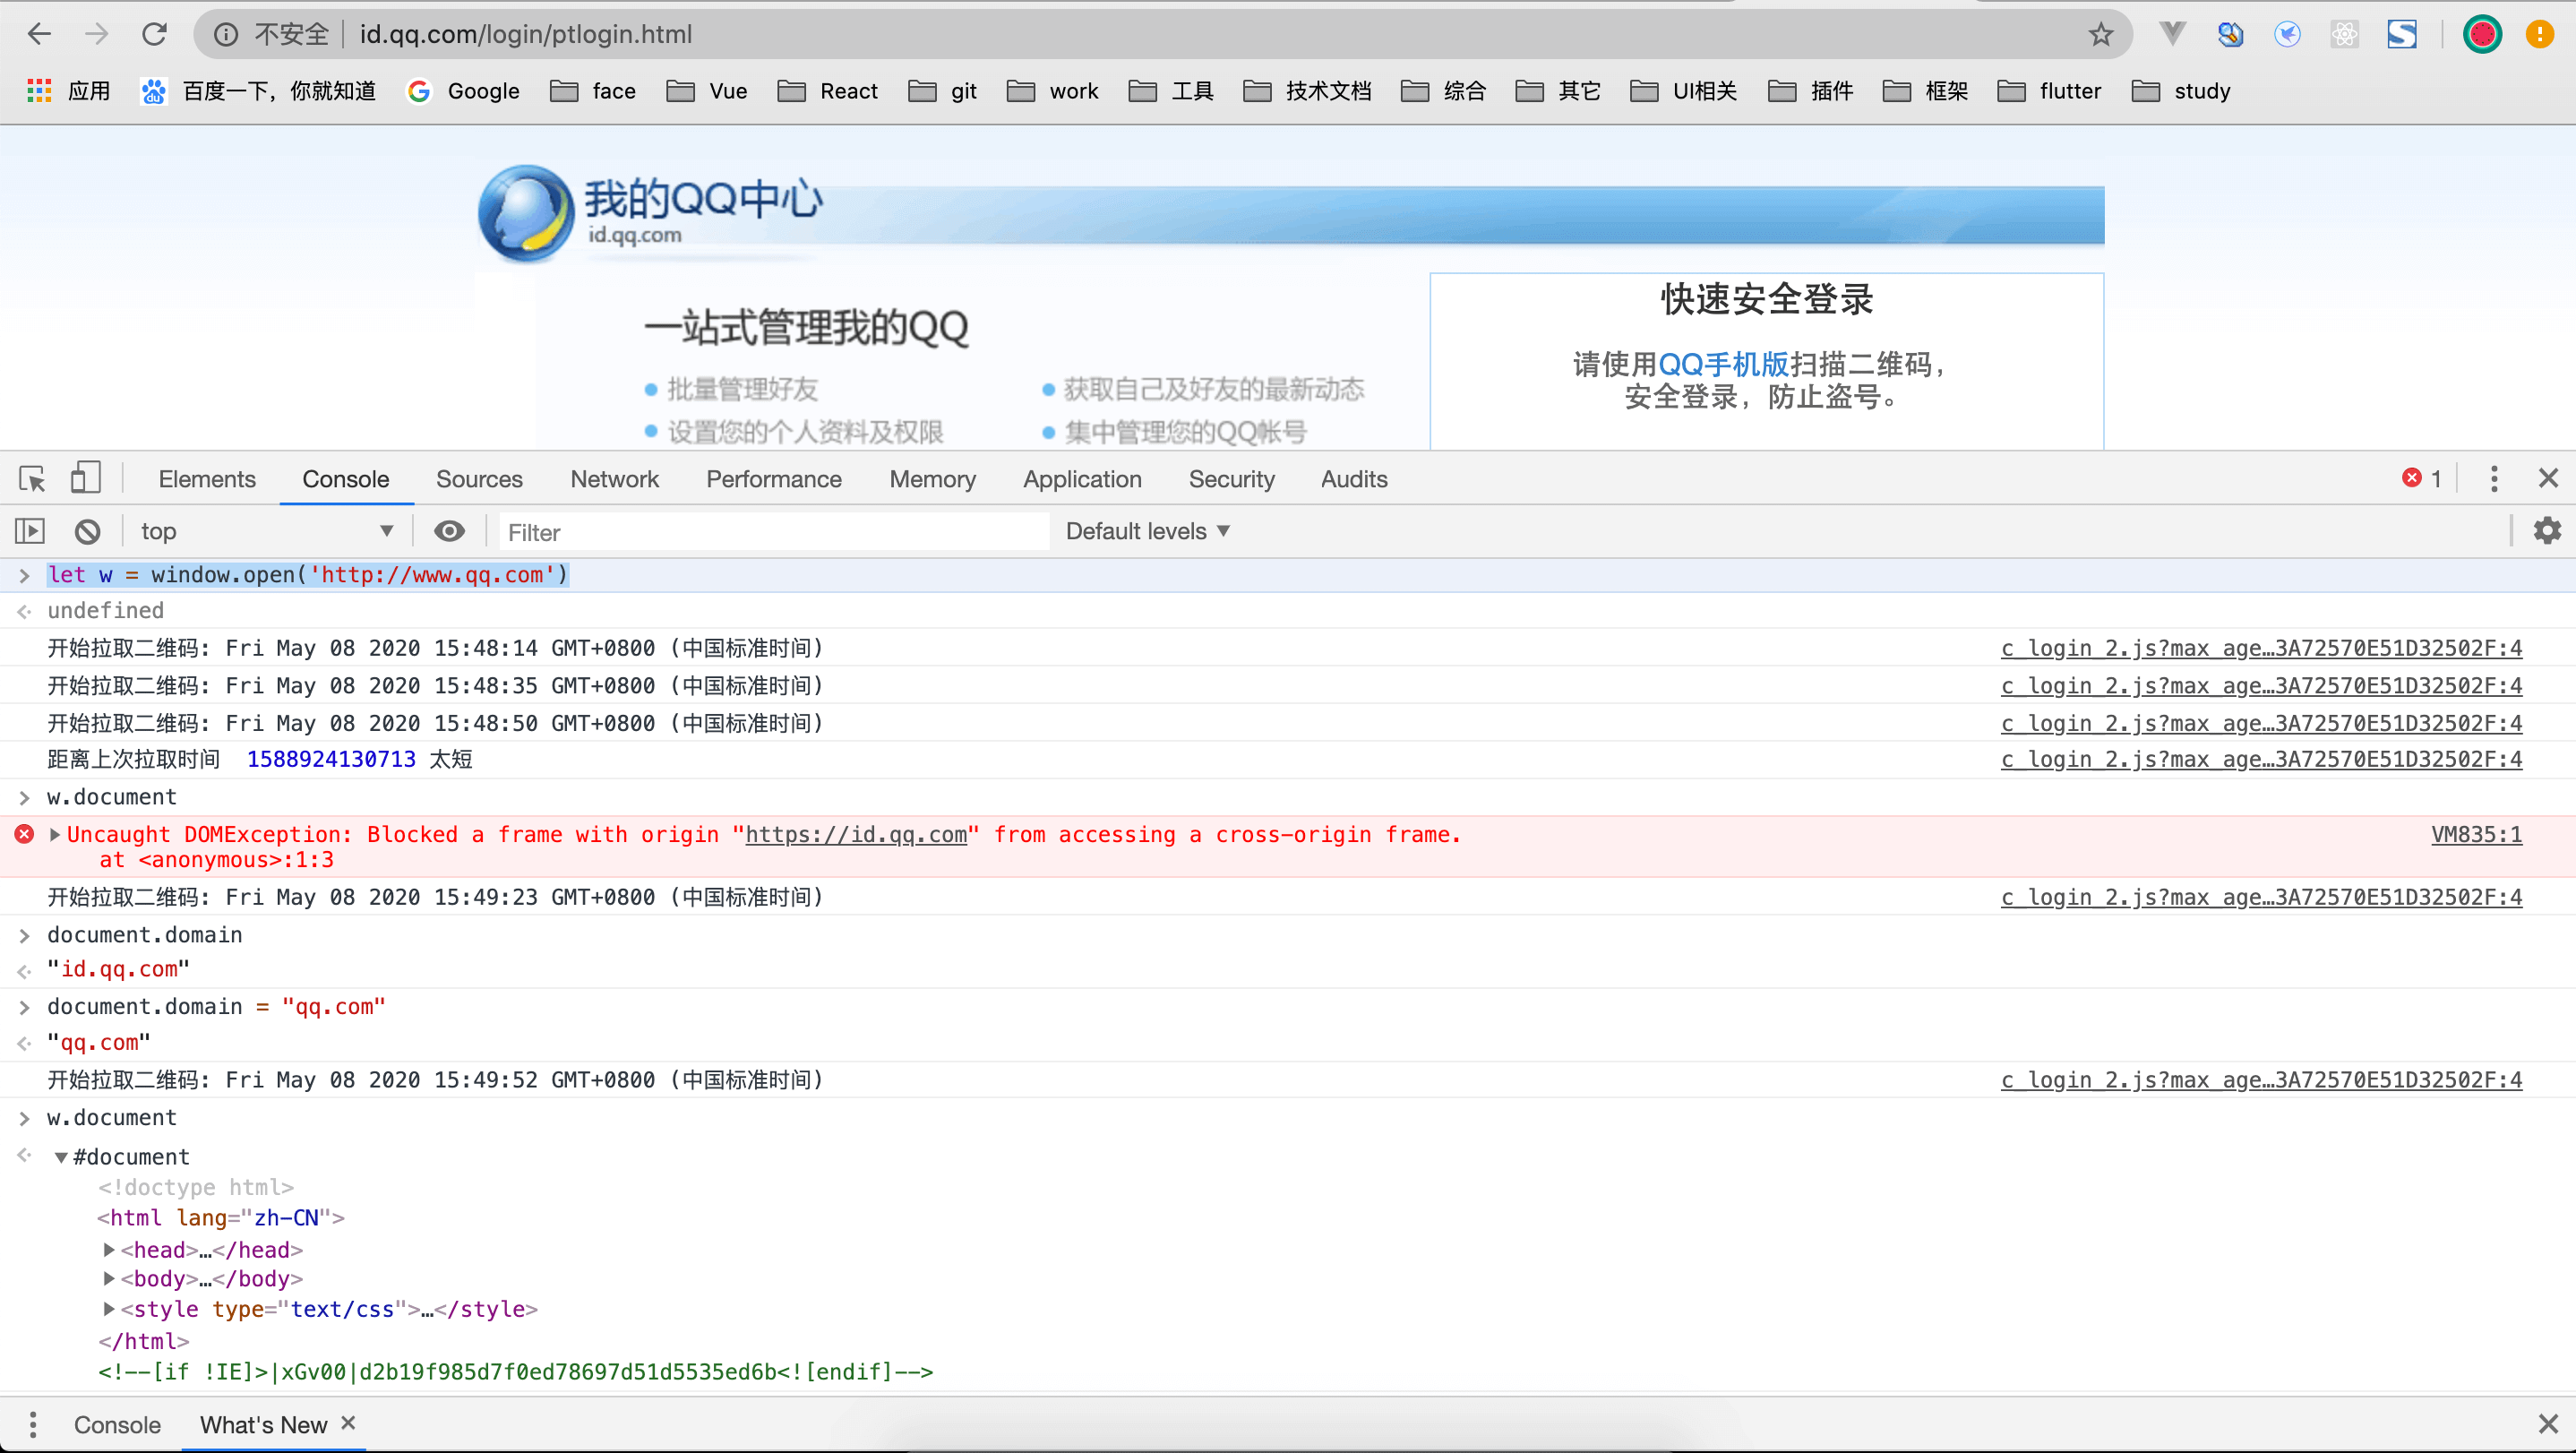 不安全 id.qq.com/login/ptlogin.html
应用 百度一下，你就知道 Google face Vue React git work 工具 技术文档 综合 其它 UI相关 插件 框架 flutter study
我的QQ中心
id.qq.com
一站式管理我的QQ
批量管理好友 获取自己及好友的最新动态
设置您的个人资料及权限 集中管理您的QQ帐号
快速安全登录
请使用QQ手机版扫描二维码，
安全登录，防止盗号。
Elements Console Sources Network Performance Memory Application Security Audits 1
top Filter Default levels
let w = window.open('http://www.qq.com')
undefined
开始拉取二维码: Fri May 08 2020 15:48:14 GMT+0800 (中国标准时间) c_login_2.js?max_age…3A72570E51D32502F:4
开始拉取二维码: Fri May 08 2020 15:48:35 GMT+0800 (中国标准时间) c_login_2.js?max_age…3A72570E51D32502F:4
开始拉取二维码: Fri May 08 2020 15:48:50 GMT+0800 (中国标准时间) c_login_2.js?max_age…3A72570E51D32502F:4
距离上次拉取时间 1588924130713 太短 c_login_2.js?max_age…3A72570E51D32502F:4
w.document
Uncaught DOMException: Blocked a frame with origin "https://id.qq.com" from accessing a cross-origin frame. VM835:1
at <anonymous>:1:3
开始拉取二维码: Fri May 08 2020 15:49:23 GMT+0800 (中国标准时间) c_login_2.js?max_age…3A72570E51D32502F:4
document.domain
"id.qq.com"
document.domain = "qq.com"
"qq.com"
开始拉取二维码: Fri May 08 2020 15:49:52 GMT+0800 (中国标准时间) c_login_2.js?max_age…3A72570E51D32502F:4
w.document
#document
<!doctype html>
<html lang="zh-CN">
<head>…</head>
<body>…</body>
<style type="text/css">…</style>
</html>
<!--[if !IE]>|xGv00|d2b19f985d7f0ed78697d51d5535ed6b<![endif]-->
Console What's New